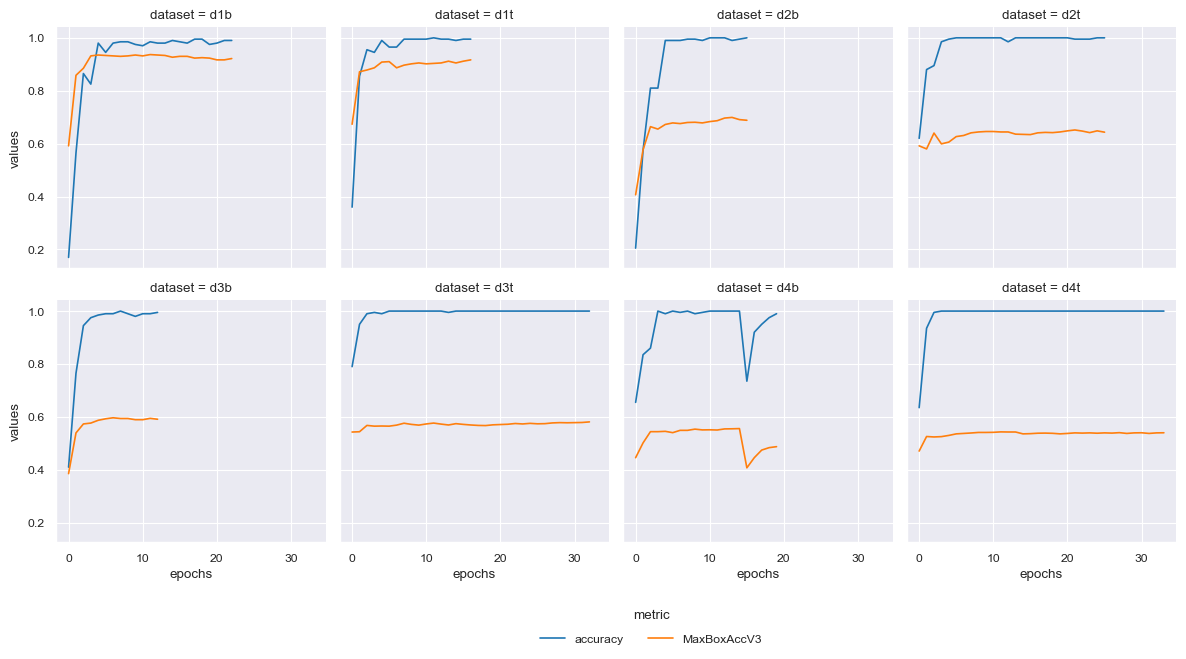 dataset = d1b
dataset = d1t
dataset = d2b
dataset = d2t
1.0
0.8
0.6
0.4
0.2
values
dataset = d3b
dataset = d3t
dataset = d4b
dataset = d4t
1.0
0.8
0.6
0.4
0.2
values
0 10 20 30
0 10 20 30
0 10 20 30
0 10 20 30
epochs
epochs
epochs
epochs
metric
accuracy
MaxBoxAccV3